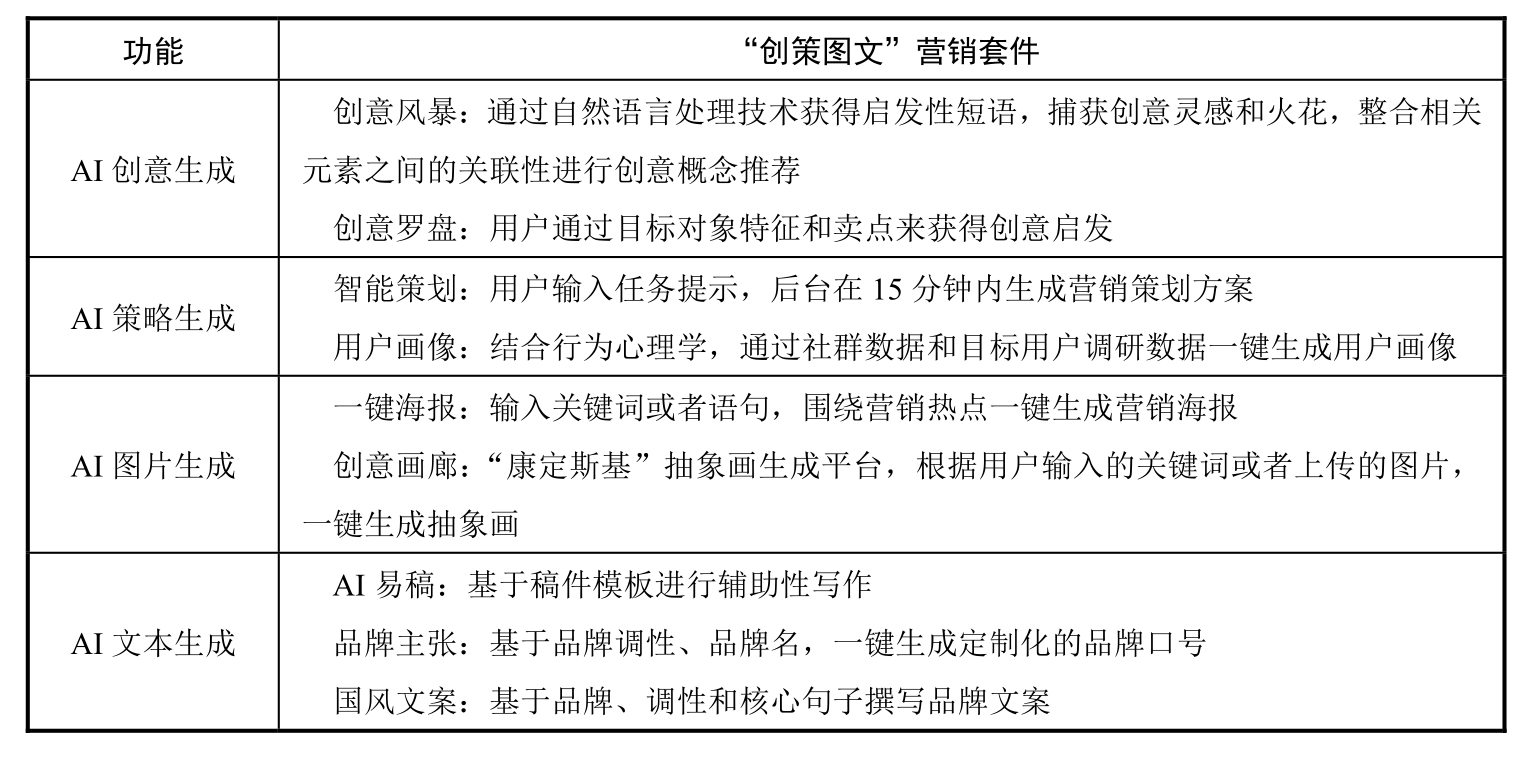 功能 “创策图文”营销套件
创意风暴：通过自然语言处理技术获得启发性短语，捕获创意灵感和火花，整合相关
AI 创意生成 元素之间的关联性进行创意概念推荐
创意罗盘：用户通过目标对象特征和卖点来获得创意启发
智能策划：用户输入任务提示，后台在 15 分钟内生成营销策划方案
AI 策略生成
用户画像：结合行为心理学，通过社群数据和目标用户调研数据一键生成用户画像
一键海报：输入关键词或者语句，围绕营销热点一键生成营销海报
AI 图片生成 创意画廊：“康定斯基”抽象画生成平台，根据用户输入的关键词或者上传的图片，
一键生成抽象画
AI 易稿：基于稿件模板进行辅助性写作
AI 文本生成 品牌主张：基于品牌调性、品牌名，一键生成定制化的品牌口号
国风文案：基于品牌、调性和核心句子撰写品牌文案